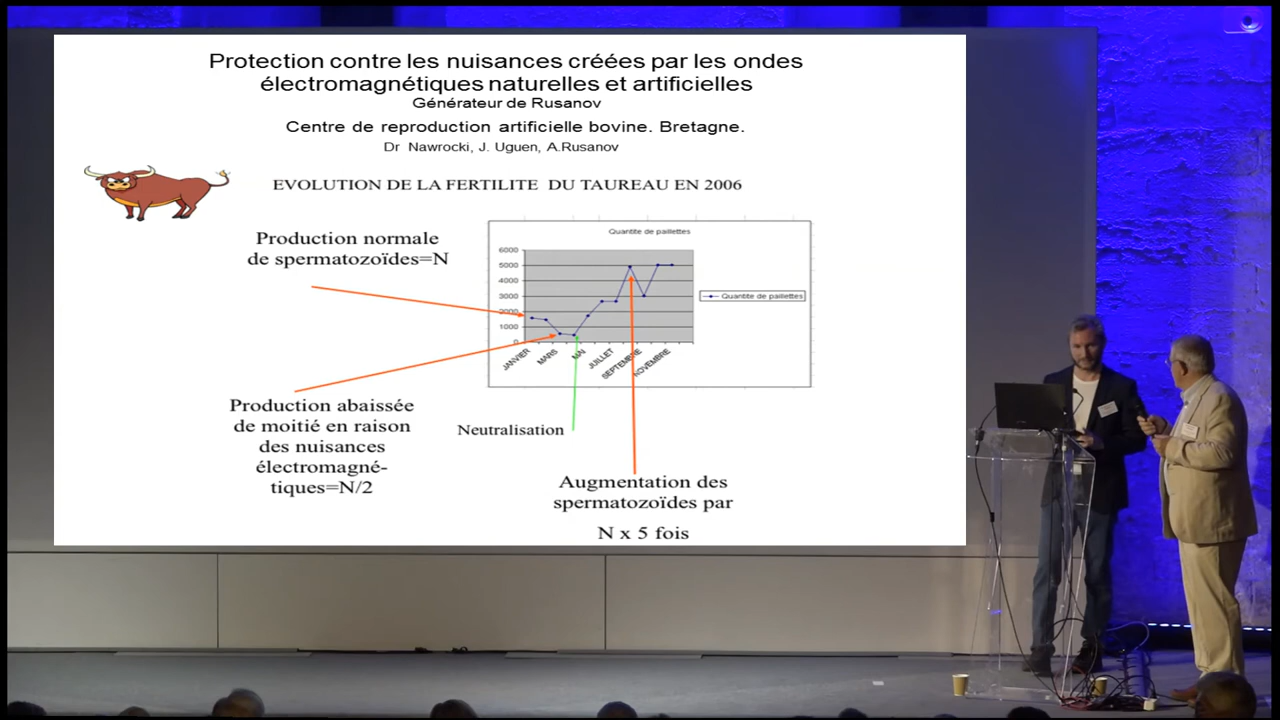 Protection contre les nuisances créées par les ondes
électromagnétiques naturelles et artificielles
Générateur de Rusanov
Centre de reproduction artificielle bovine. Bretagne.
Dr Nawrocki, J. Uguen, A.Rusanov
EVOLUTION DE LA FERTILITE DU TAUREAU EN 2006
Production normale
de spermatozoïdes=N
Quantite de paillettes
6000
5000
4000
3000
2000
1000
0
JANVIER
MARS
MAI
JUILLET
SEPTEMBRE
NOVEMBRE
Quantite de paillettes
Production abaissée
de moitié en raison
des nuisances
électromagné-
tiques=N/2
Neutralisation
Augmentation des
spermatozoïdes par
N x 5 fois